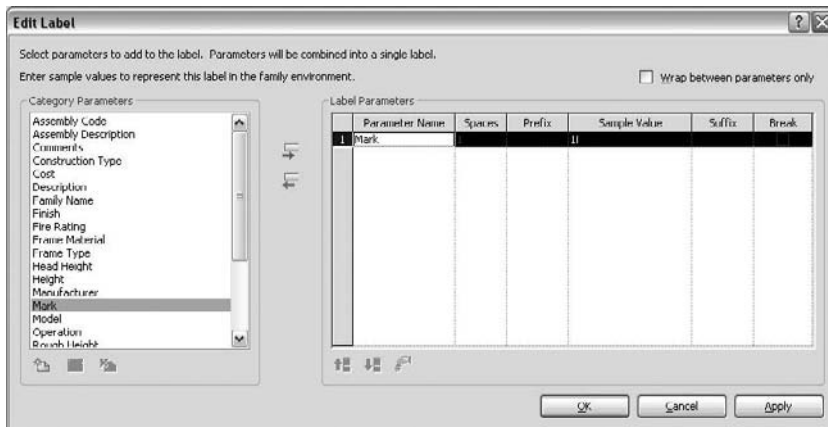 Edit Label
Select parameters to add to the label. Parameters will be combined into a single label.
Enter sample values to represent this label in the family environment.
Wrap between parameters only
Category Parameters
Label Parameters
Assembly Code
Assembly Description
Comments
Construction Type
Cost
Description
Family Name
Finish
Fire Rating
Frame Material
Frame Type
Head Height
Height
Manufacturer
Mark
Model
Operation
Rough Height
Parameter Name Spaces Prefix Sample Value Suffix Break
1 Mark
OK Cancel Apply